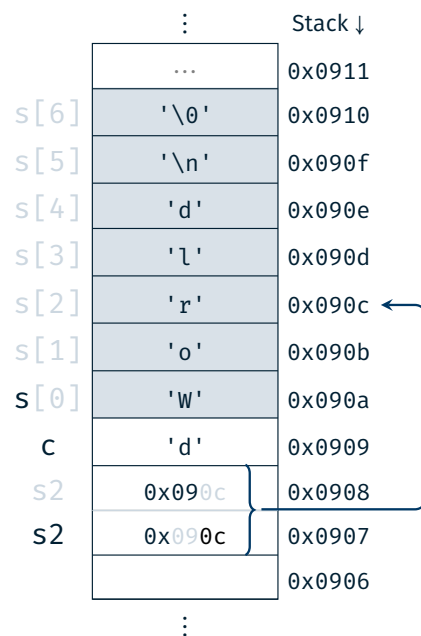 ⋮ Stack ↓
... 0x0911
s[6] '\0' 0x0910
s[5] '\n' 0x090f
s[4] 'd' 0x090e
s[3] 'l' 0x090d
s[2] 'r' 0x090c
s[1] 'o' 0x090b
s[0] 'W' 0x090a
c 'd' 0x0909
s2 0x090c 0x0908
s2 0x090c 0x0907
0x0906
⋮